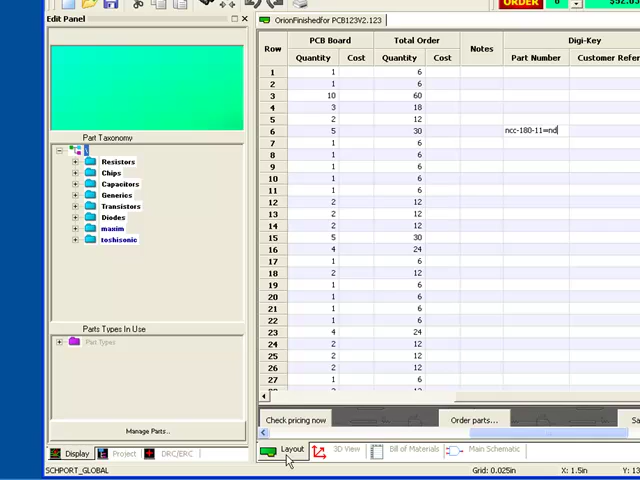 ORDER 6 $52.83
Edit Panel
OrionFinishedfor PCB123V2.123
Row PCB Board Total Order Notes Digi-Key
Quantity Cost Quantity Cost Part Number Customer Refer
1 1 6
2 1 6
3 10 60
4 3 18
5 2 12
6 5 30 ncc-180-11=nd
7 1 6
8 1 6
9 1 6
10 1 6
11 1 6
12 2 12
13 2 12
14 2 12
15 5 30
16 4 24
17 1 6
18 2 12
19 1 6
20 1 6
21 1 6
22 1 6
23 4 24
24 2 12
25 2 12
26 2 12
27 1 6
Part Taxonomy
\
Resistors
Chips
Capacitors
Generics
Transistors
Diodes
maxim
toshisonic
Parts Types In Use
Part Types
Manage Parts..
Check pricing now Order parts... Sa
Display Project DRC/ERC
Layout 3D View Bill of Materials Main Schematic
SCHPORT_GLOBAL Grid: 0.025in X: 1.5in Y: 13